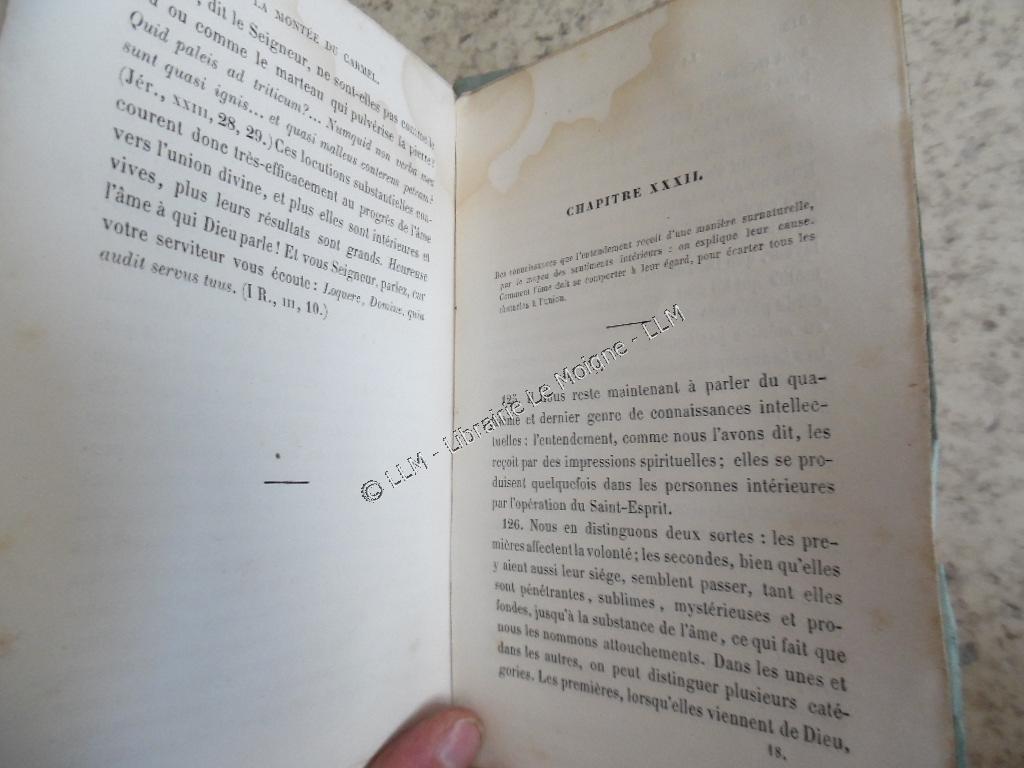 LA MONTÉE DU CARMEL.
dit le Seigneur, ne sont-elles pas comme le
ou comme le marteau qui pulvérise la pierre?
Quid paleis ad triticum?... Numquid non verba mea
sunt quasi ignis... et quasi malleus conterens petram?
(Jér., XXIII, 28, 29.) Ces locutions substantielles con-
courent donc très-efficacement au progrès de l'âme
vers l'union divine, et plus elles sont intérieures et
vives, plus leurs résultats sont grands. Heureuse
l'âme à qui Dieu parle! Et vous Seigneur, parlez, car
votre serviteur vous écoute : Loquere, Domine, quia
audit servus tuus. (I R., III, 10.)
CHAPITRE XXXII.
Des connaissances que l'entendement reçoit d'une manière surnaturelle,
par le moyen des sentiments intérieurs : on explique leur cause.
Comment l'âme doit se comporter à leur égard, pour écarter tous les
obstacles à l'union.
125. Nous reste maintenant à parler du qua-
trième et dernier genre de connaissances intellec-
tuelles : l'entendement, comme nous l'avons dit, les
reçoit par des impressions spirituelles ; elles se pro-
duisent quelquefois dans les personnes intérieures
par l'opération du Saint-Esprit.
126. Nous en distinguons deux sortes : les pre-
mières affectent la volonté ; les secondes, bien qu'elles
y aient aussi leur siége, semblent passer, tant elles
sont pénétrantes, sublimes, mystérieuses et pro-
fondes, jusqu'à la substance de l'âme, ce qui fait que
nous les nommons attouchements. Dans les unes et
dans les autres, on peut distinguer plusieurs caté-
gories. Les premières, lorsqu'elles viennent de Dieu,
18.
© LLM - Librairie Le Moigne - LLM